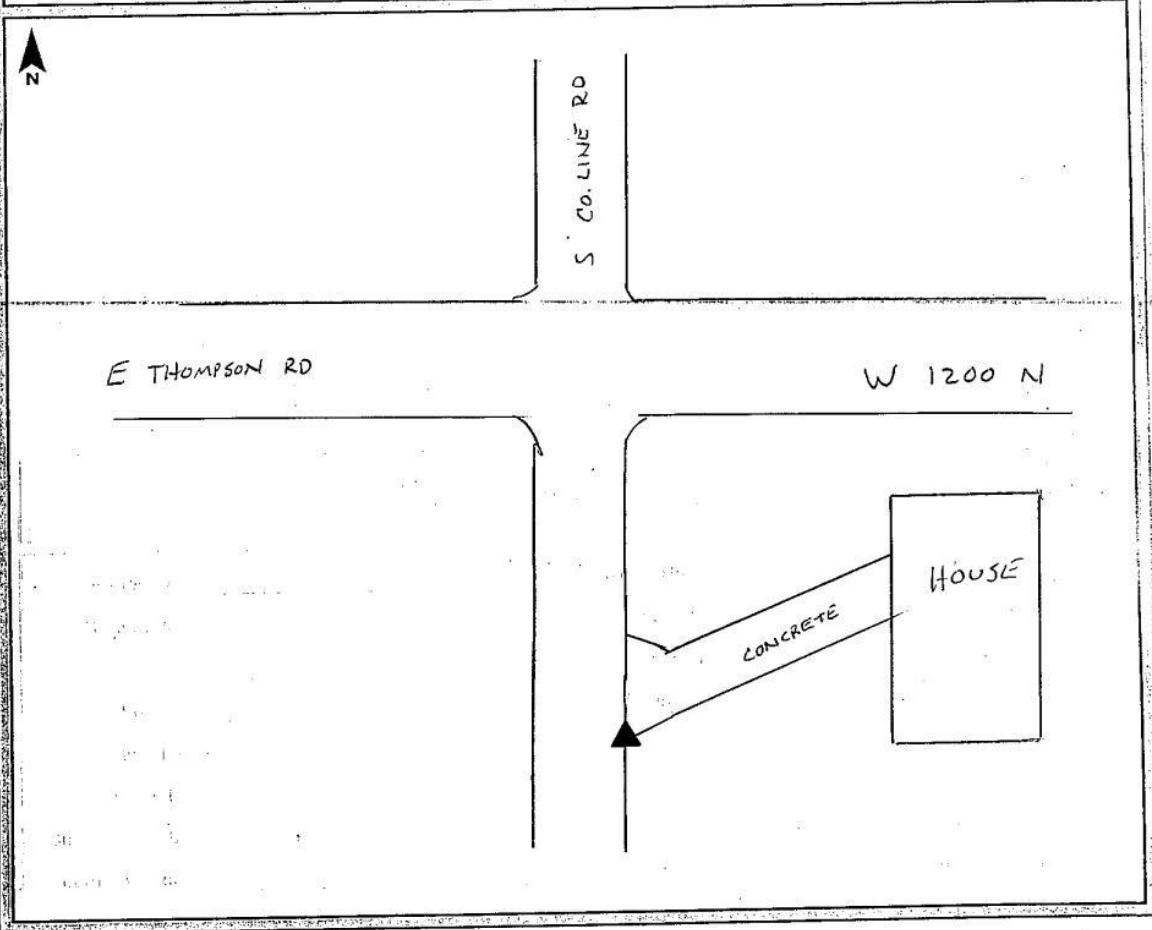 N
S CO. LINE RD
E THOMPSON RD
W 1200 N
HOUSE
CONCRETE